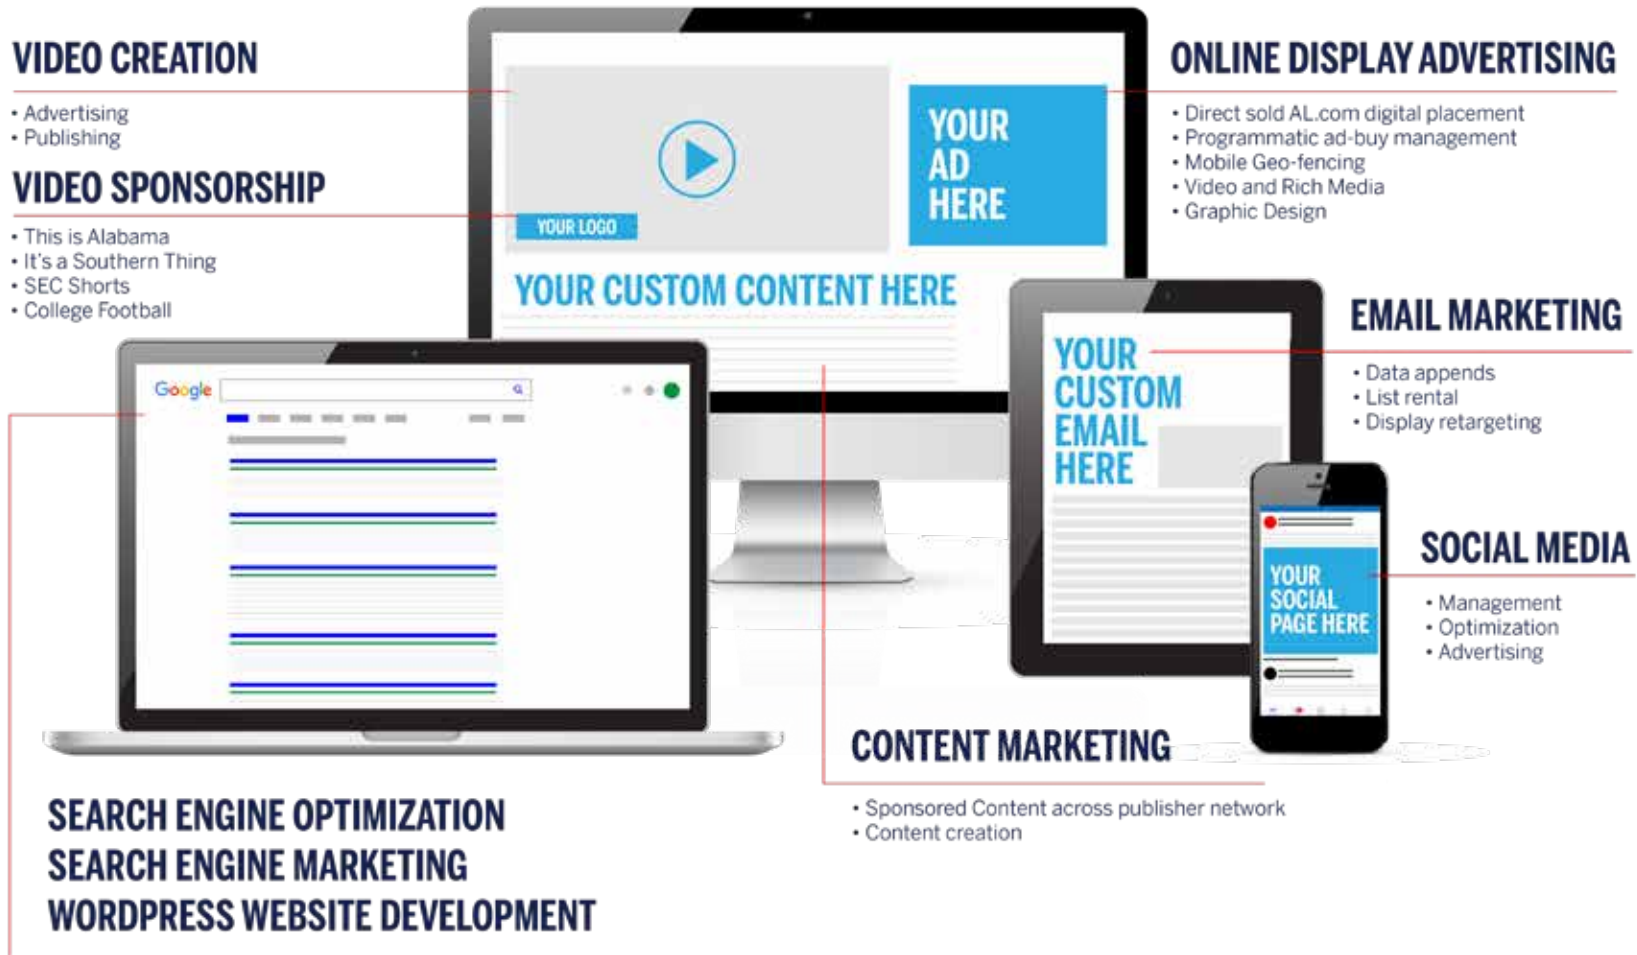 VIDEO CREATION
• Advertising
• Publishing
VIDEO SPONSORSHIP
• This is Alabama
• It's a Southern Thing
• SEC Shorts
• College Football
YOUR LOGO
YOUR
AD
HERE
YOUR CUSTOM CONTENT HERE
ONLINE DISPLAY ADVERTISING
• Direct sold AL.com digital placement
• Programmatic ad-buy management
• Mobile Geo-fencing
• Video and Rich Media
• Graphic Design
Google
YOUR
CUSTOM
EMAIL
HERE
EMAIL MARKETING
• Data appends
• List rental
• Display retargeting
YOUR
SOCIAL
PAGE HERE
SOCIAL MEDIA
• Management
• Optimization
• Advertising
CONTENT MARKETING
• Sponsored Content across publisher network
• Content creation
SEARCH ENGINE OPTIMIZATION
SEARCH ENGINE MARKETING
WORDPRESS WEBSITE DEVELOPMENT